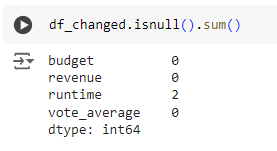 df_changed.isnull().sum()
budget 0
revenue 0
runtime 2
vote_average 0
dtype: int64